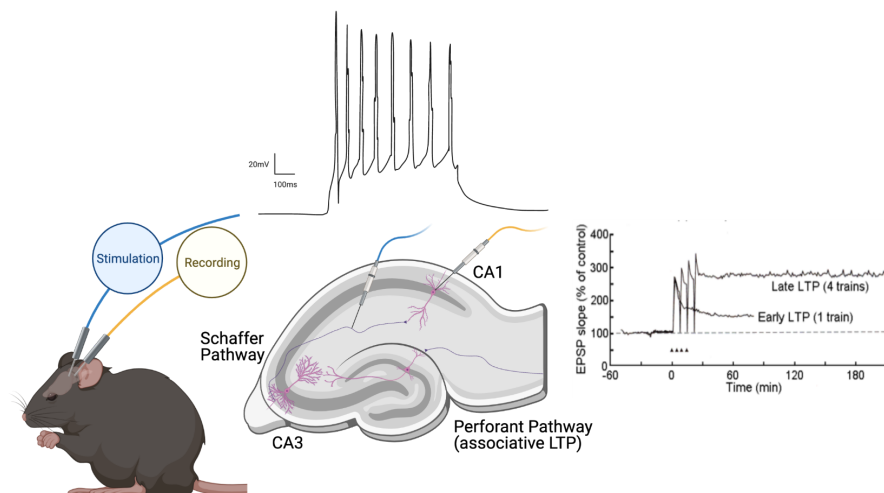 20mV
100ms
Stimulation
Recording
CA1
Schaffer
Pathway
CA3
Perforant Pathway
(associative LTP)
EPSP slope (% of control)
400
300
200
100
0
Late LTP (4 trains)
Early LTP (1 train)
-60
0
60
120
180
Time (min)